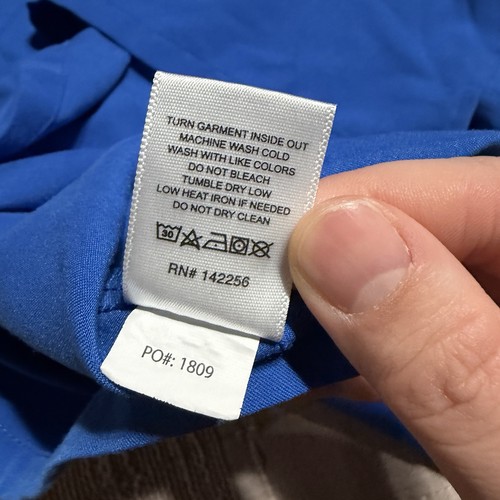 TURN GARMENT INSIDE OUT
MACHINE WASH COLD
WASH WITH LIKE COLORS
DO NOT BLEACH
TUMBLE DRY LOW
LOW HEAT IRON IF NEEDED
DO NOT DRY CLEAN
30
RN# 142256
PO#: 1809